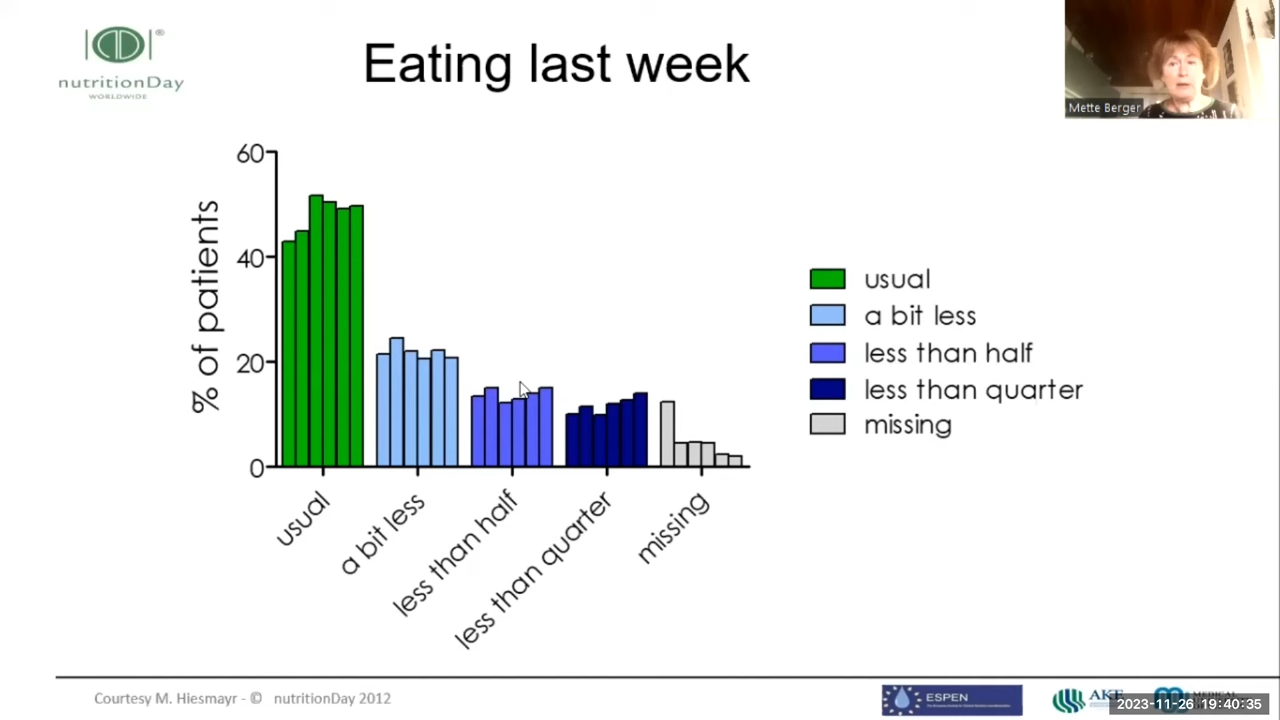 nutritionDay
WORLDWIDE
®
Eating last week
Mette Berger
% of patients
60
40
20
0
usual
a bit less
less than half
less than quarter
missing
usual
a bit less
less than half
less than quarter
missing
Courtesy M. Hiesmayr - © nutritionDay 2012
ESPEN
AKE
2023-11-26 19:40:35